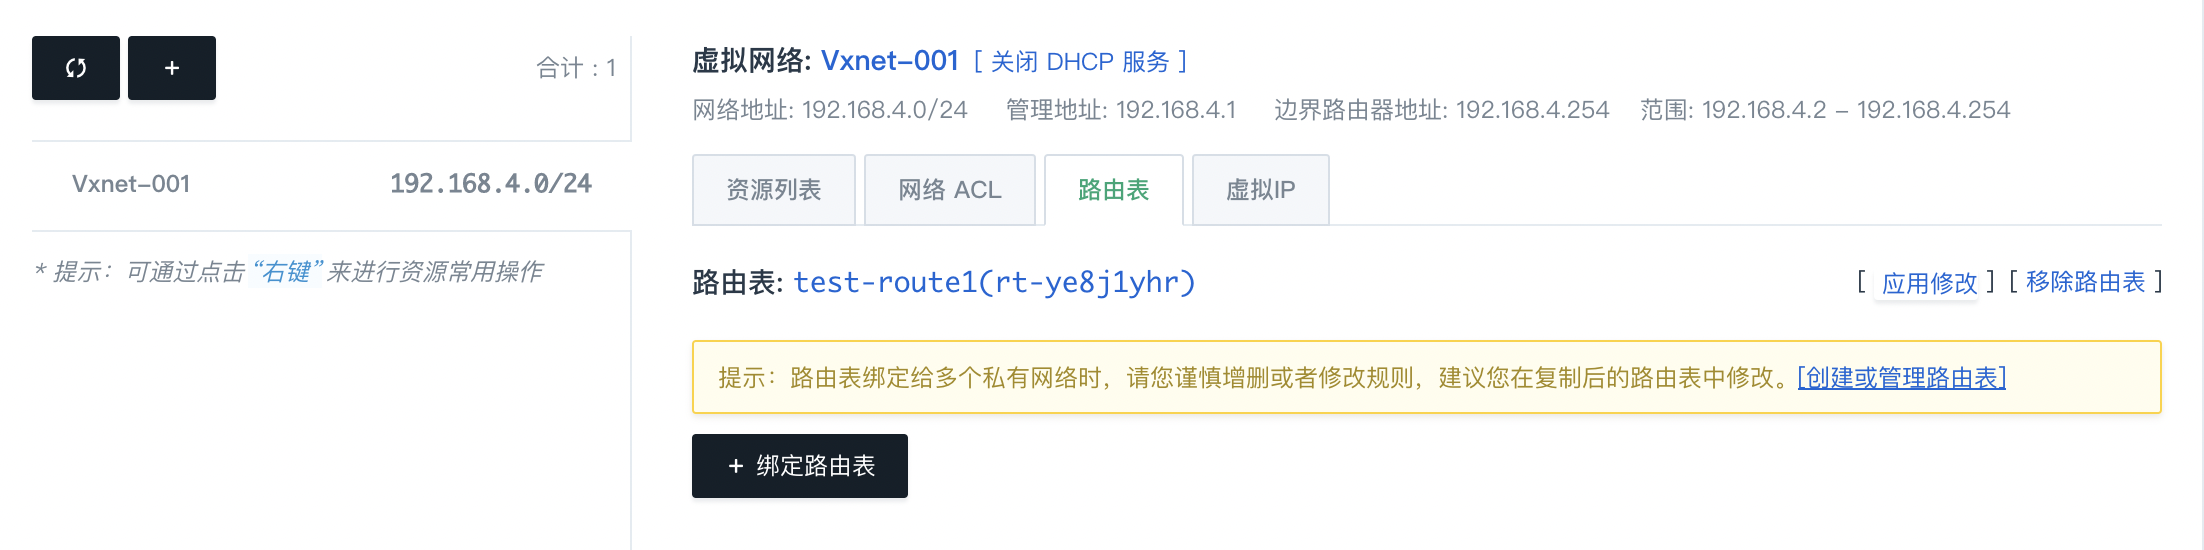 合计 : 1
Vxnet-001 192.168.4.0/24
* 提示：可通过点击“右键”来进行资源常用操作
虚拟网络: Vxnet-001 [ 关闭 DHCP 服务 ]
网络地址: 192.168.4.0/24 管理地址: 192.168.4.1 边界路由器地址: 192.168.4.254 范围: 192.168.4.2 – 192.168.4.254
资源列表 网络 ACL 路由表 虚拟IP
路由表: test-route1(rt-ye8j1yhr) [ 应用修改 ] [ 移除路由表 ]
提示：路由表绑定给多个私有网络时，请您谨慎增删或者修改规则，建议您在复制后的路由表中修改。[创建或管理路由表]
+ 绑定路由表